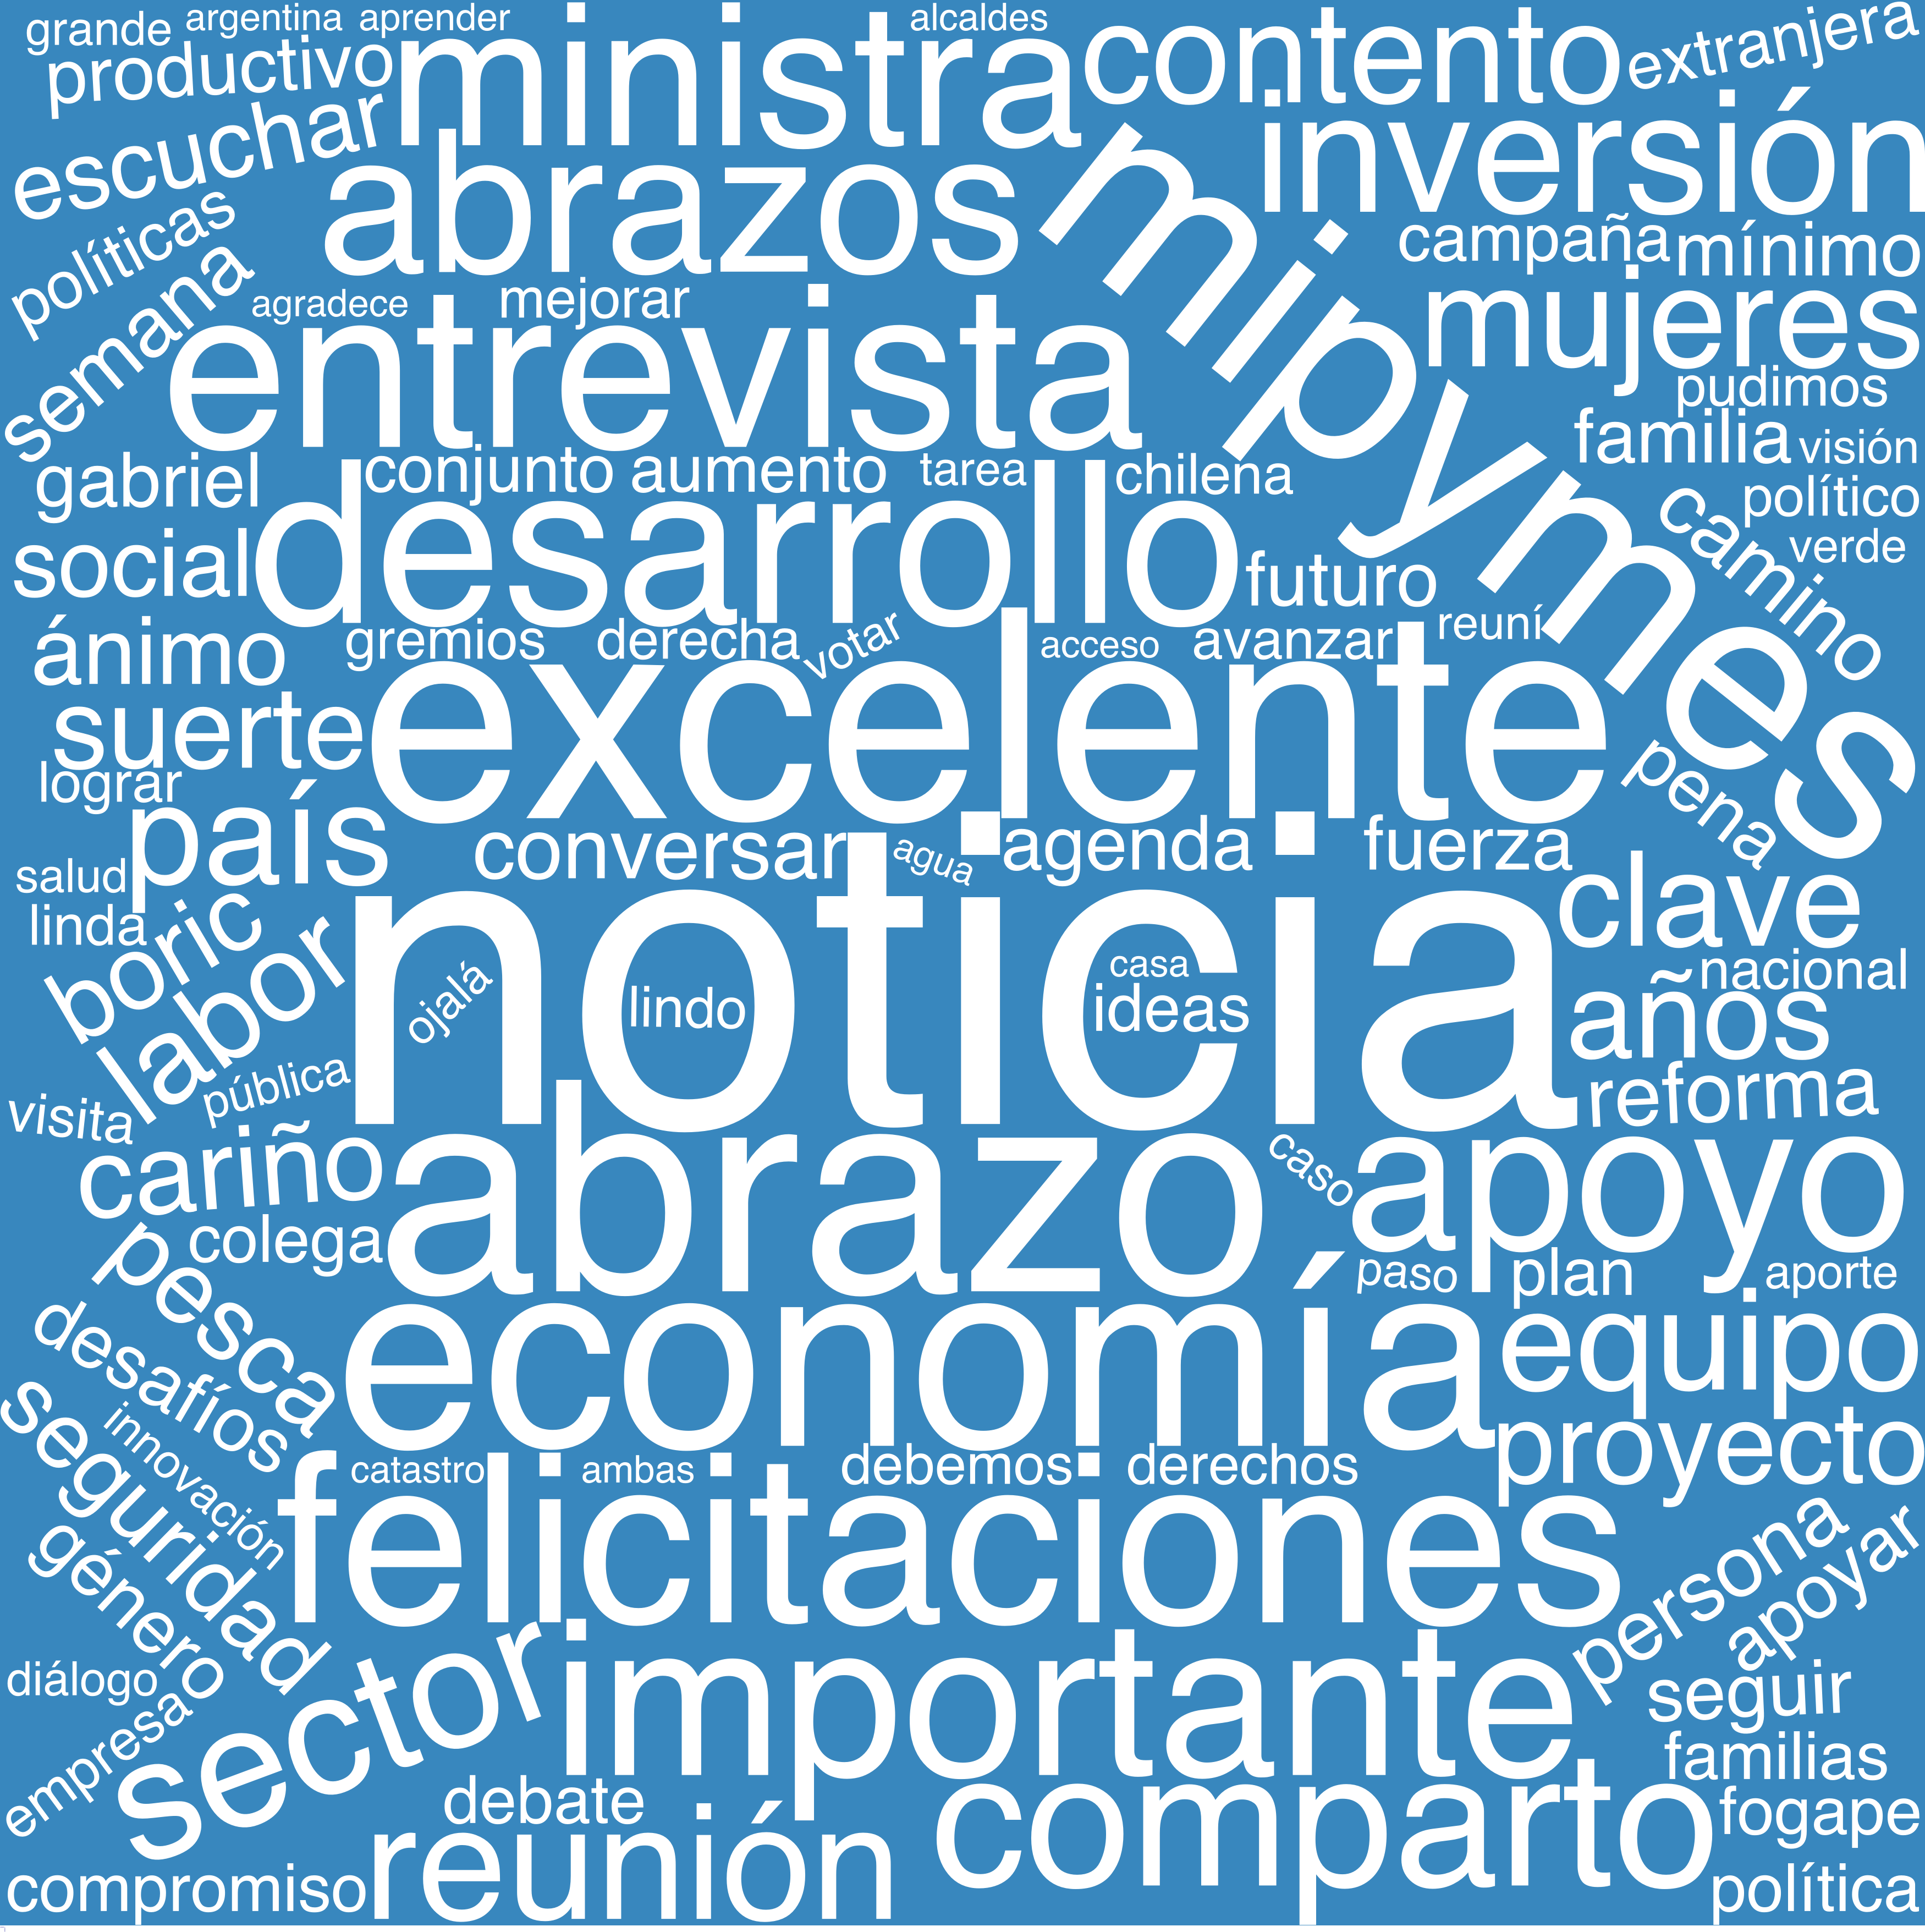 grande
argentina
aprender
alcaldes
productivo
ministra
contento
extranjera
escuchar
abrazos
mipymes
inversión
políticas
campaña
mínimo
semana
agradece
mejorar
mujeres
entrevista
pudimos
gabriel
conjunto
aumento
tarea
chilena
familia
visión
social
desarrollo
futuro
camino
político
verde
ánimo
gremios
derecha
votar
acceso
avanzar
reuní
suerte
excelente
pena
lograr
país
conversar
agua
agenda
fuerza
salud
clave
linda
boric
labor
noticia
ojalá
lindo
casa
ideas
nacional
años
visita
pública
reforma
cariño
abrazo
caso
apoyo
colega
paso
plan
aporte
pesca
economía
equipo
desafíos
innovación
seguridad
catastro
ambas
debemos
derechos
proyecto
género
felicitaciones
persona
apoyar
diálogo
sector
importante
seguir
empresa
familias
debate
comparto
fogape
compromiso
reunión
política